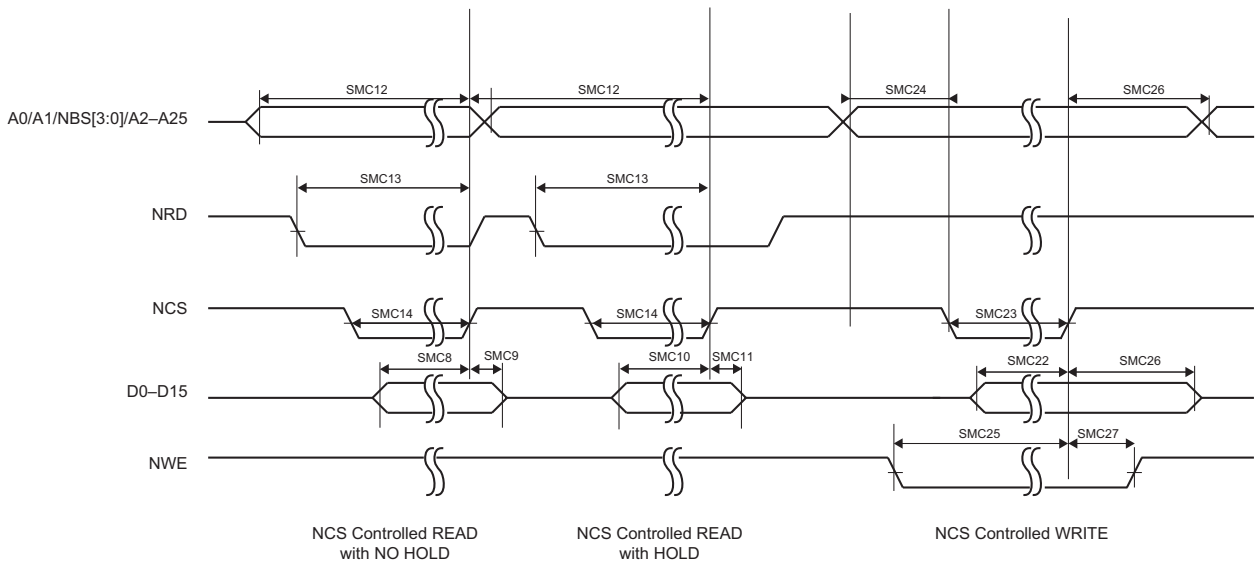 SMC12
SMC12
SMC24
SMC26
A0/A1/NBS[3:0]/A2–A25
SMC13
SMC13
NRD
NCS
SMC14
SMC14
SMC23
SMC8
SMC9
SMC10
SMC11
SMC22
SMC26
D0–D15
SMC25
SMC27
NWE
NCS Controlled READ
with NO HOLD
NCS Controlled READ
with HOLD
NCS Controlled WRITE